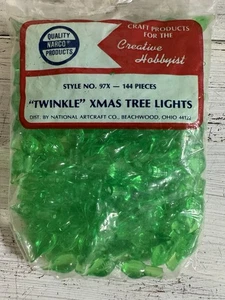 QUALITY
NARCO®
PRODUCTS
CRAFT PRODUCTS
FOR THE
Creative
Hobbyist
STYLE NO. 97X — 144 PIECES
"TWINKLE" XMAS TREE LIGHTS
DIST. BY NATIONAL ARTCRAFT CO., BEACHWOOD, OHIO 44122